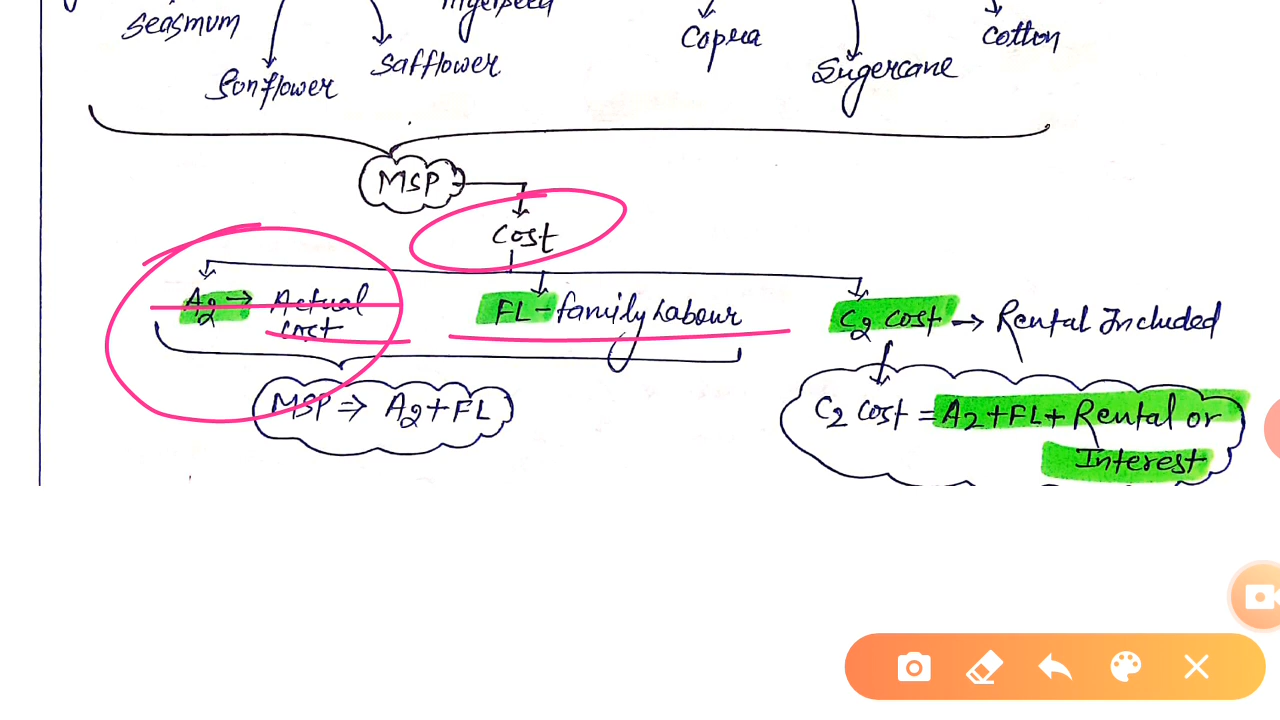 Seasmum
Sunflower
Safflower
Copra
Sugercane
Cotton
MSP
Cost
A2 → Actual cost
FL - family Labour
C2 cost → Rental Included
MSP ⇒ A2 + FL
C2 cost = A2 + FL + Rental or
Interest